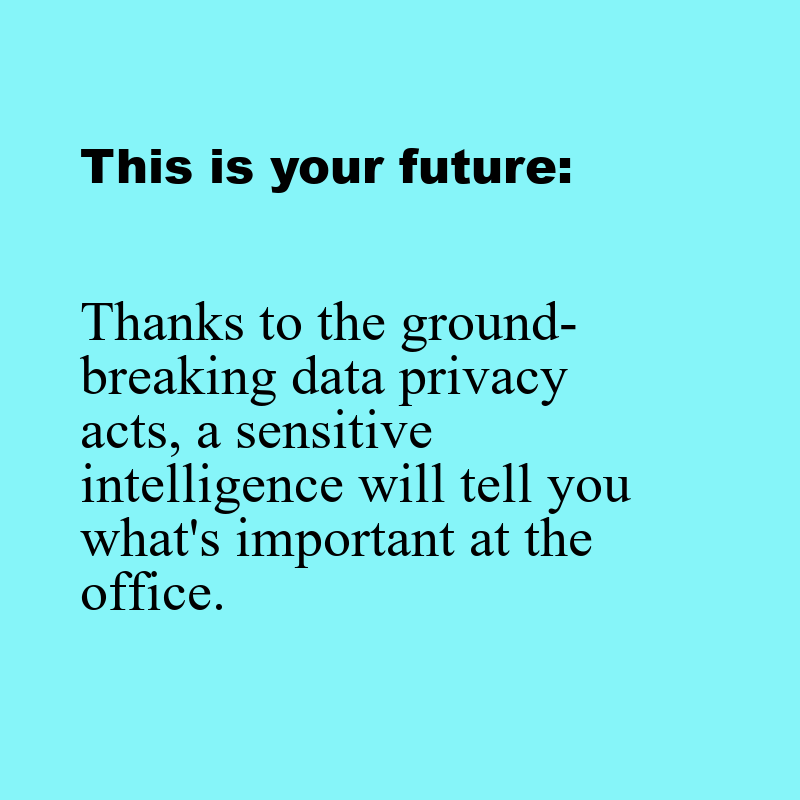 This is your future:
Thanks to the ground-
breaking data privacy
acts, a sensitive
intelligence will tell you
what's important at the
office.